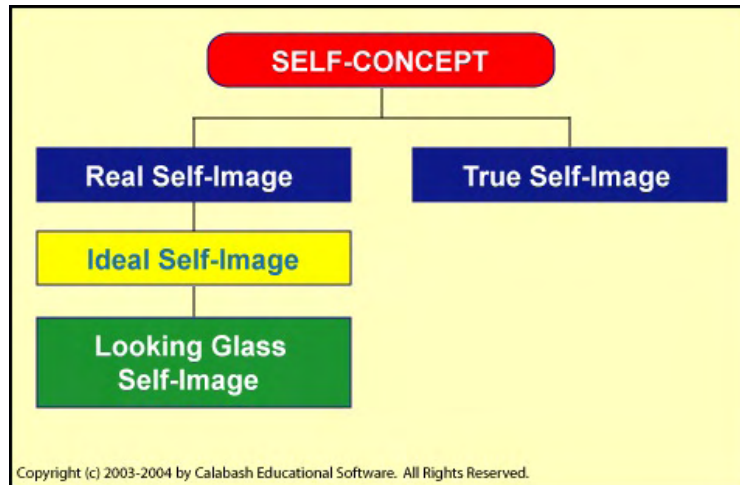 SELF-CONCEPT
Real Self-Image
True Self-Image
Ideal Self-Image
Looking Glass
Self-Image
Copyright (c) 2003-2004 by Calabash Educational Software. All Rights Reserved.